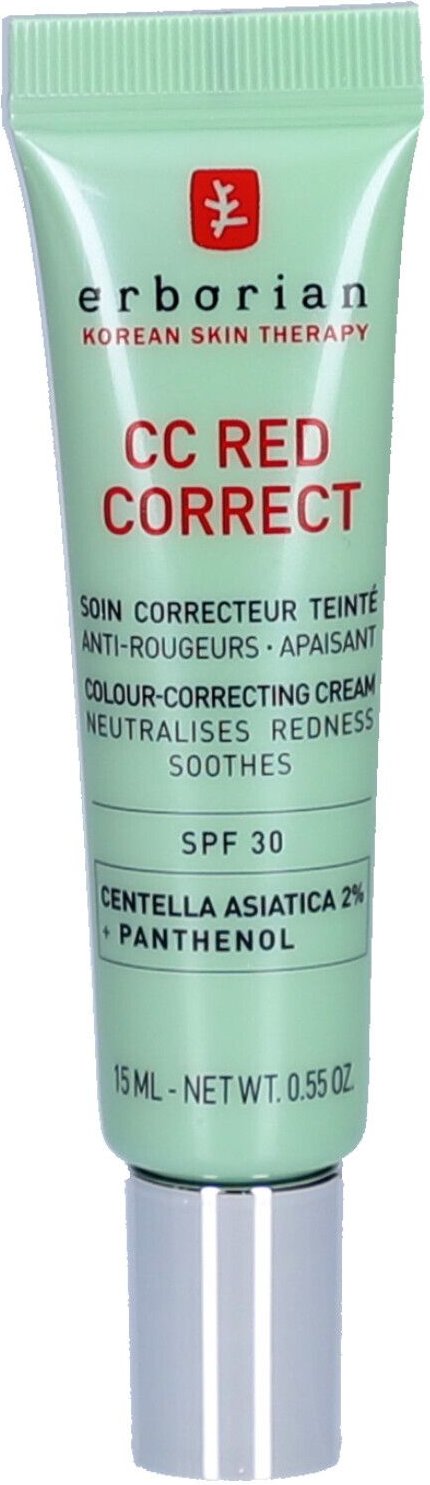 erborian
KOREAN SKIN THERAPY
CC RED
CORRECT
SOIN CORRECTEUR TEINTÉ
ANTI-ROUGEURS · APAISANT
COLOUR-CORRECTING CREAM
NEUTRALISES REDNESS
SOOTHES
SPF 30
CENTELLA ASIATICA 2%
+ PANTHENOL
15 ML - NET WT. 0.55 OZ.